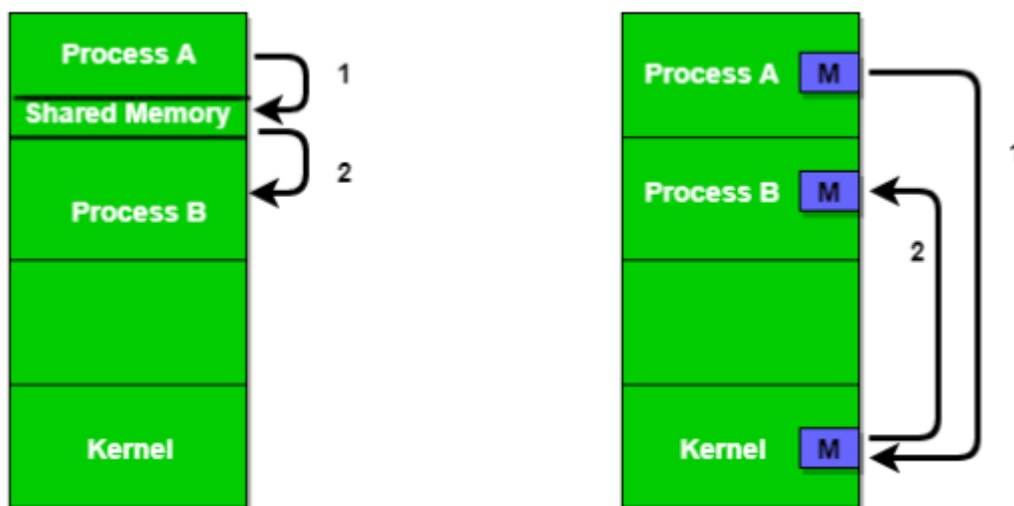 Process A
1
Shared Memory
2
Process B
Kernel
Process A M
1
Process B M
2
Kernel M